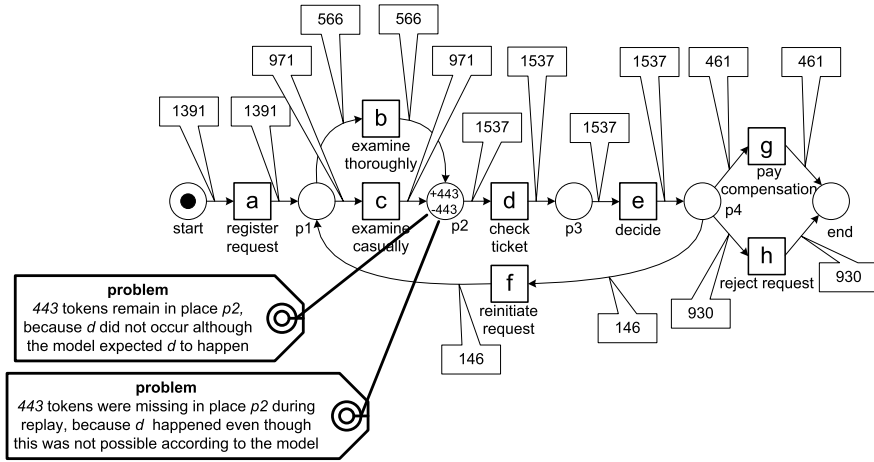 566
566
971
971
1537
1537
461
461
1391
1391
1537
1537
b
examine
thoroughly
g
pay
compensation
a
c
+443
-443
d
e
start
register
request
p1
examine
casually
p2
check
ticket
p3
decide
p4
end
f
reinitiate
request
h
reject request
930
930
146
146
problem
443 tokens remain in place p2,
because d did not occur although
the model expected d to happen
problem
443 tokens were missing in place p2 during
replay, because d happened even though
this was not possible according to the model